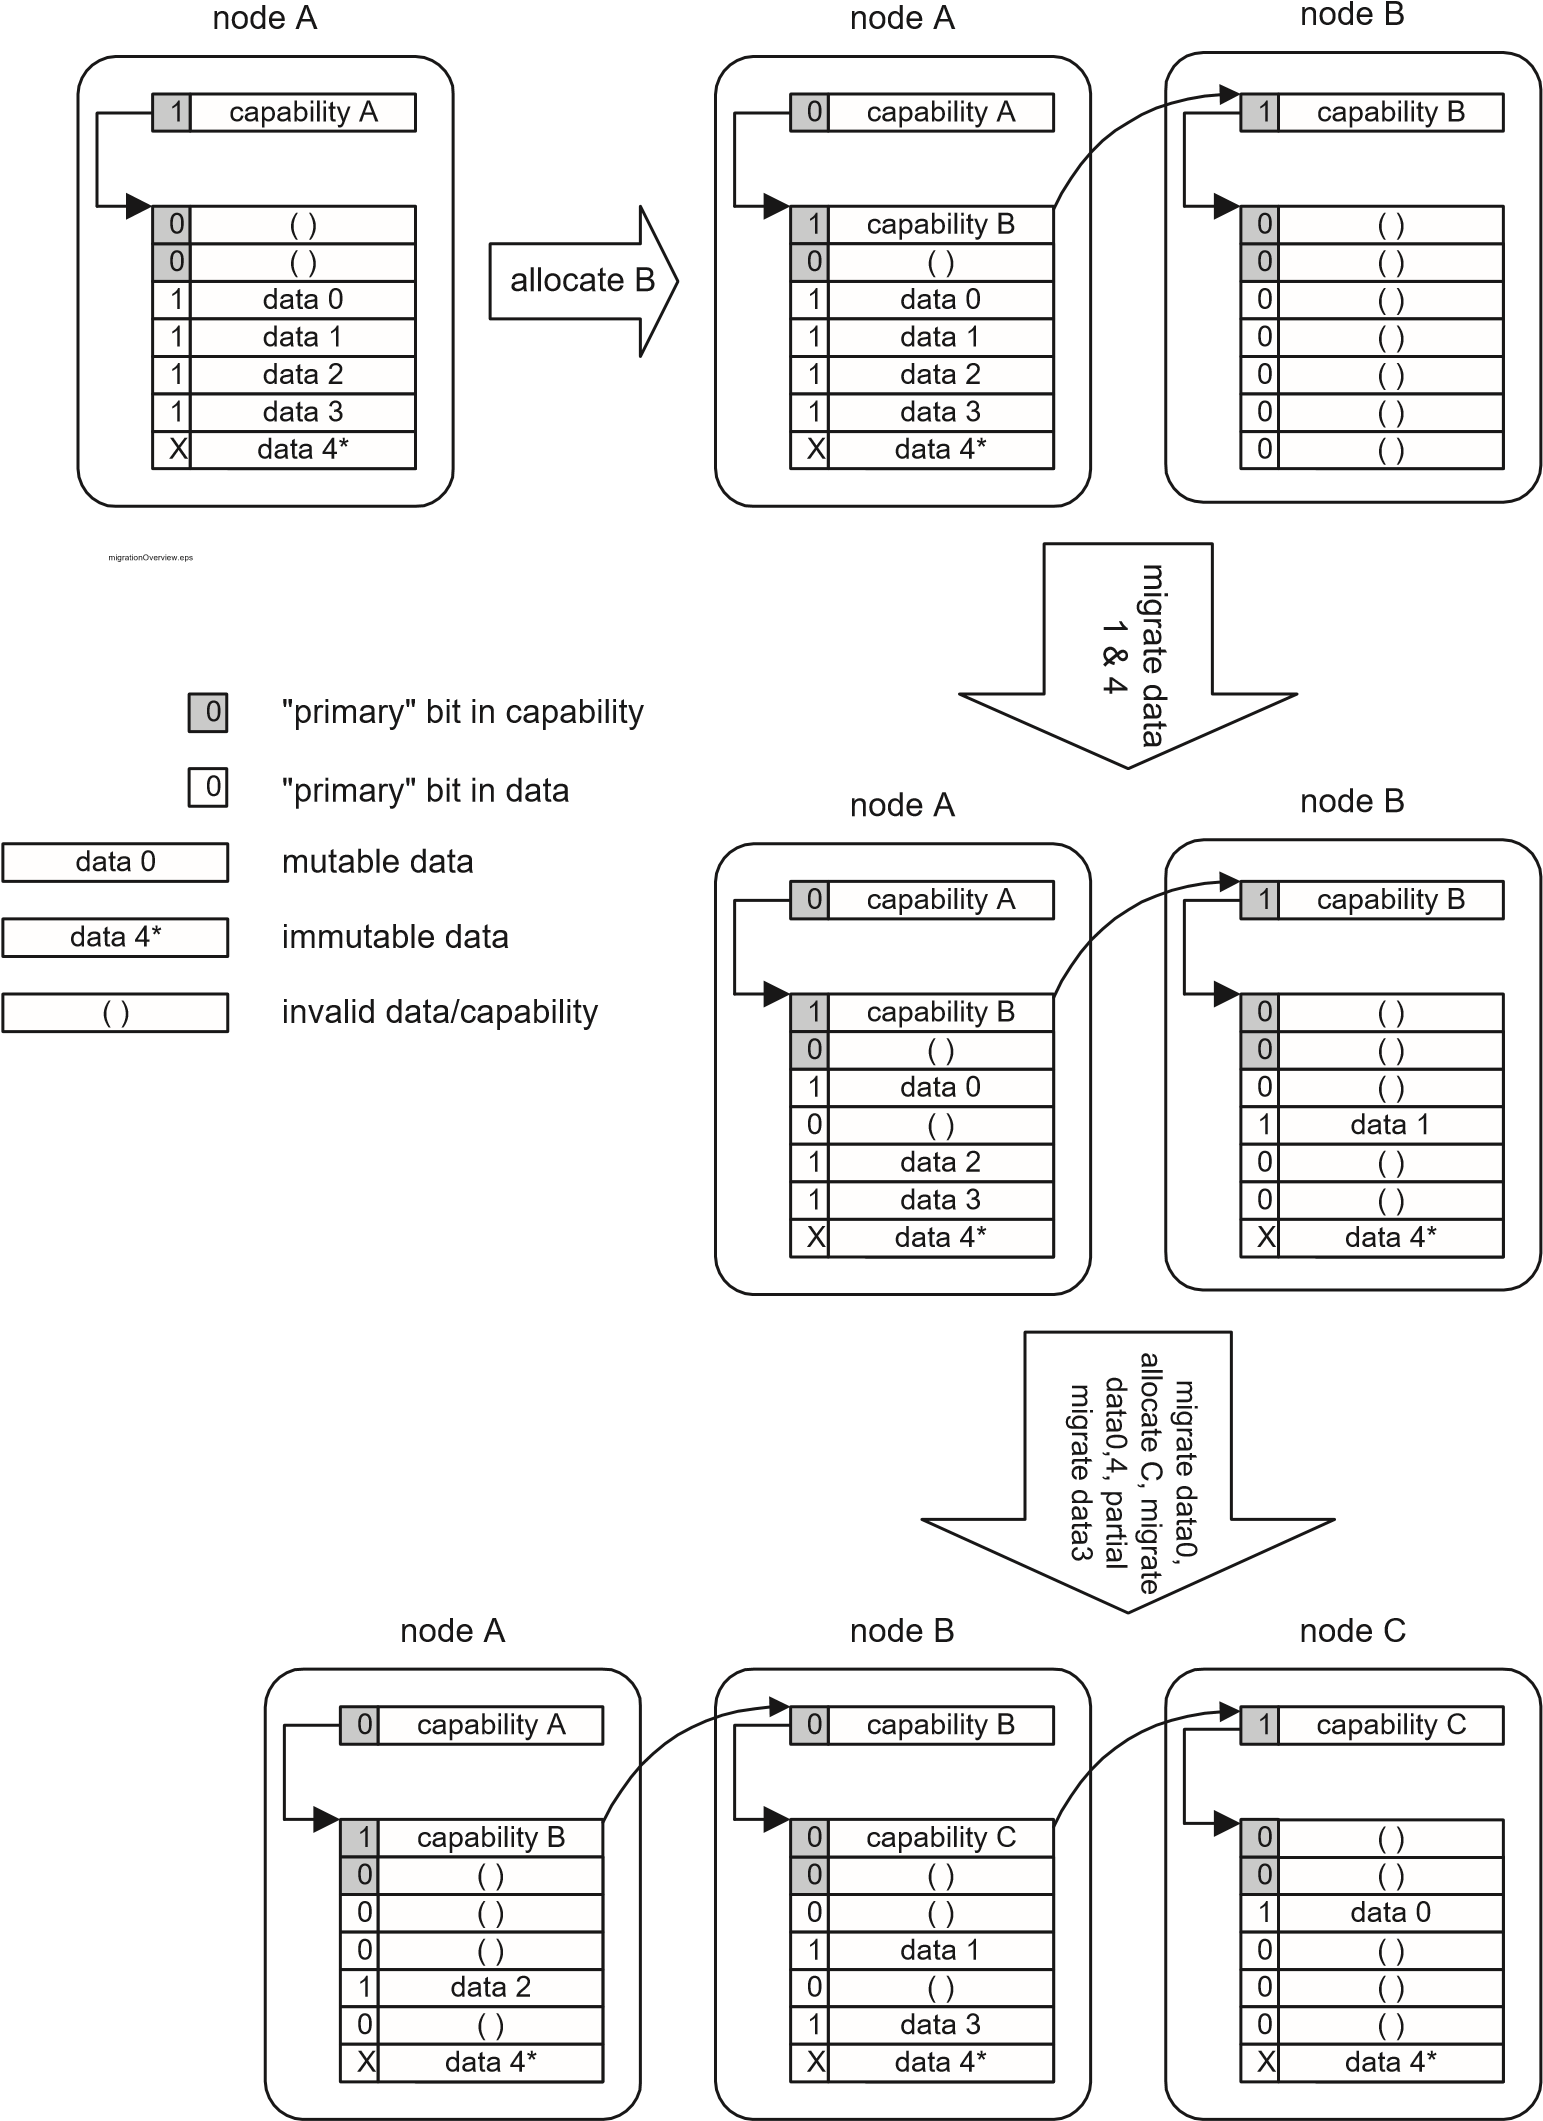 node A
1 capability A
0 ( )
0 ( )
1 data 0
1 data 1
1 data 2
1 data 3
X data 4*
allocate B
node A
0 capability A
1 capability B
0 ( )
1 data 0
1 data 1
1 data 2
1 data 3
X data 4*
node B
1 capability B
0 ( )
0 ( )
0 ( )
0 ( )
0 ( )
0 ( )
0 ( )
migrationOverview.eps
migrate data
1 & 4
0 "primary" bit in capability
0 "primary" bit in data
data 0 mutable data
data 4* immutable data
( ) invalid data/capability
node A
0 capability A
1 capability B
0 ( )
1 data 0
0 ( )
1 data 2
1 data 3
X data 4*
node B
1 capability B
0 ( )
0 ( )
0 ( )
1 data 1
0 ( )
0 ( )
X data 4*
migrate data0,
allocate C, migrate
data0,4, partial
migrate data3
node A
0 capability A
1 capability B
0 ( )
0 ( )
0 ( )
1 data 2
0 ( )
X data 4*
node B
0 capability B
0 capability C
0 ( )
0 ( )
1 data 1
0 ( )
1 data 3
X data 4*
node C
1 capability C
0 ( )
0 ( )
1 data 0
0 ( )
0 ( )
0 ( )
X data 4*